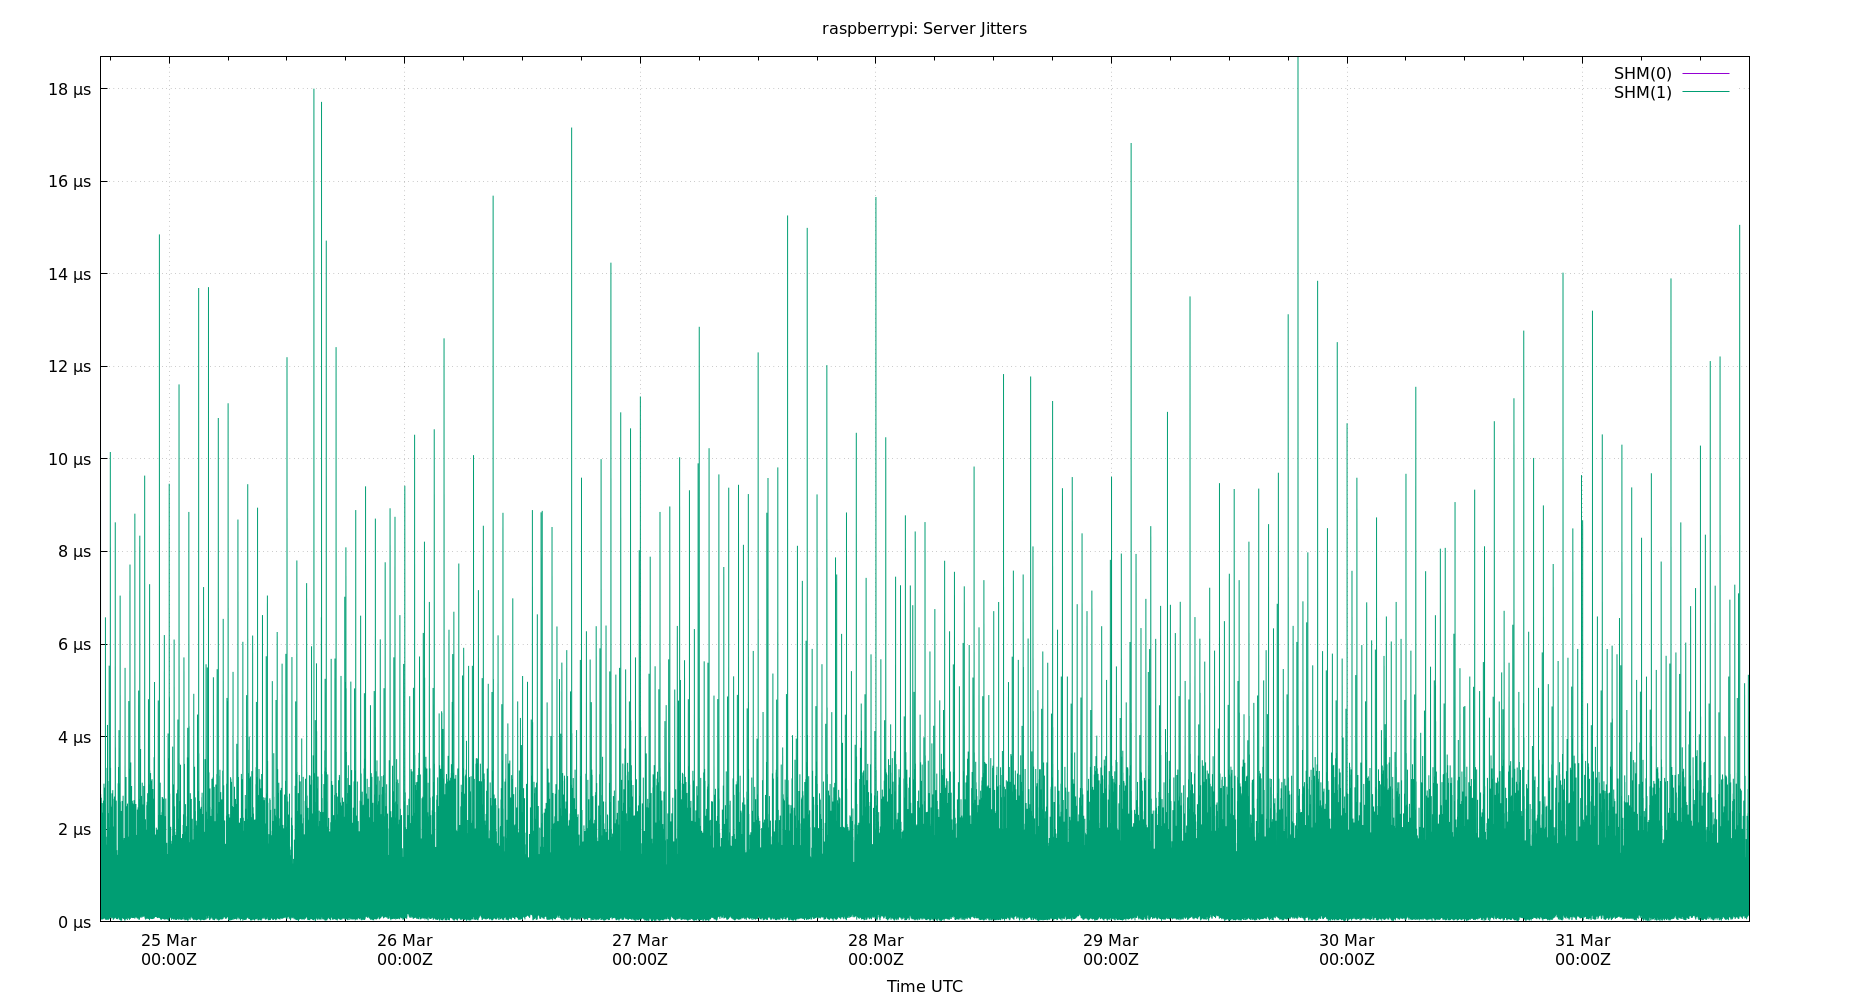 raspberrypi: Server Jitters
SHM(0)
SHM(1)
18 µs
16 µs
14 µs
12 µs
10 µs
8 µs
6 µs
4 µs
2 µs
0 µs
25 Mar 26 Mar 27 Mar 28 Mar 29 Mar 30 Mar 31 Mar
00:00Z 00:00Z 00:00Z 00:00Z 00:00Z 00:00Z 00:00Z
Time UTC